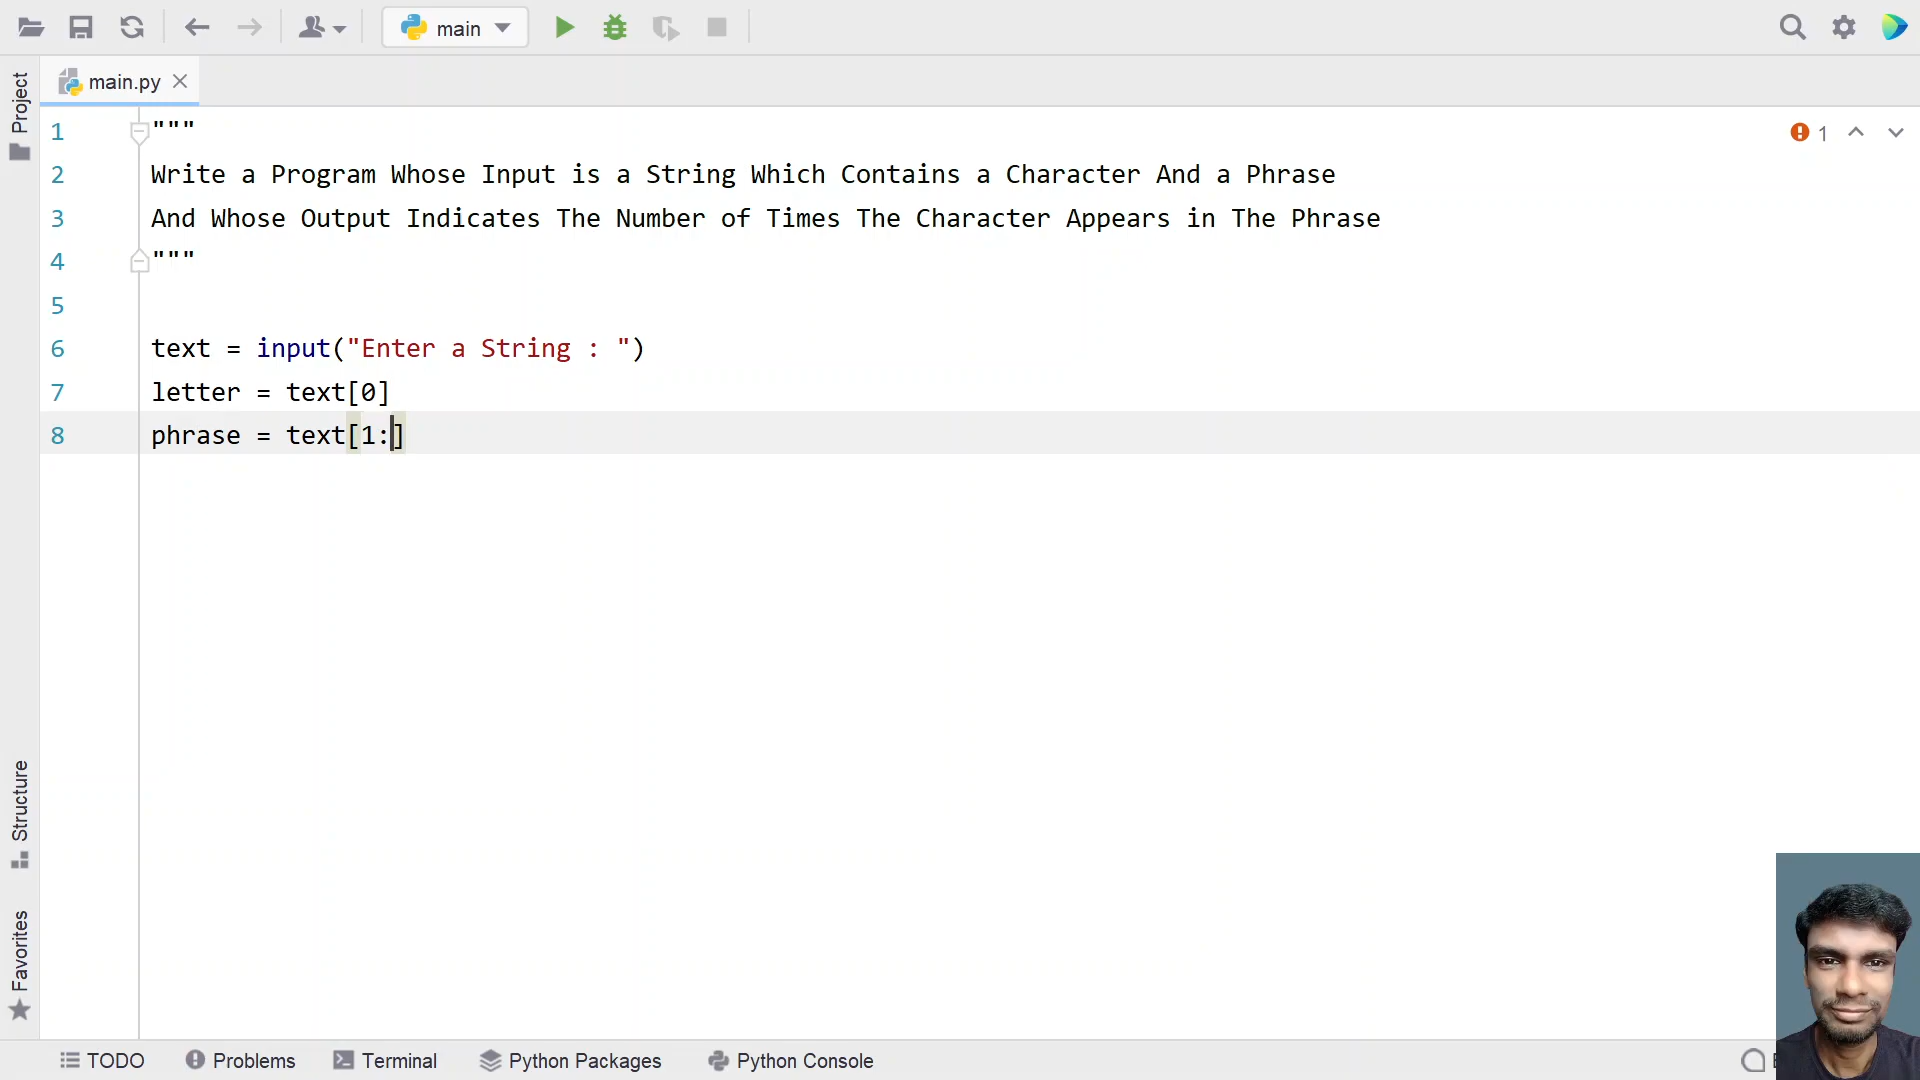 main
main.py
Project
1
1 """
2 Write a Program Whose Input is a String Which Contains a Character And a Phrase
3 And Whose Output Indicates The Number of Times The Character Appears in The Phrase
4 """
5
6 text = input("Enter a String : ")
7 letter = text[0]
8 phrase = text[1:]
Structure
Favorites
TODO Problems Terminal Python Packages Python Console